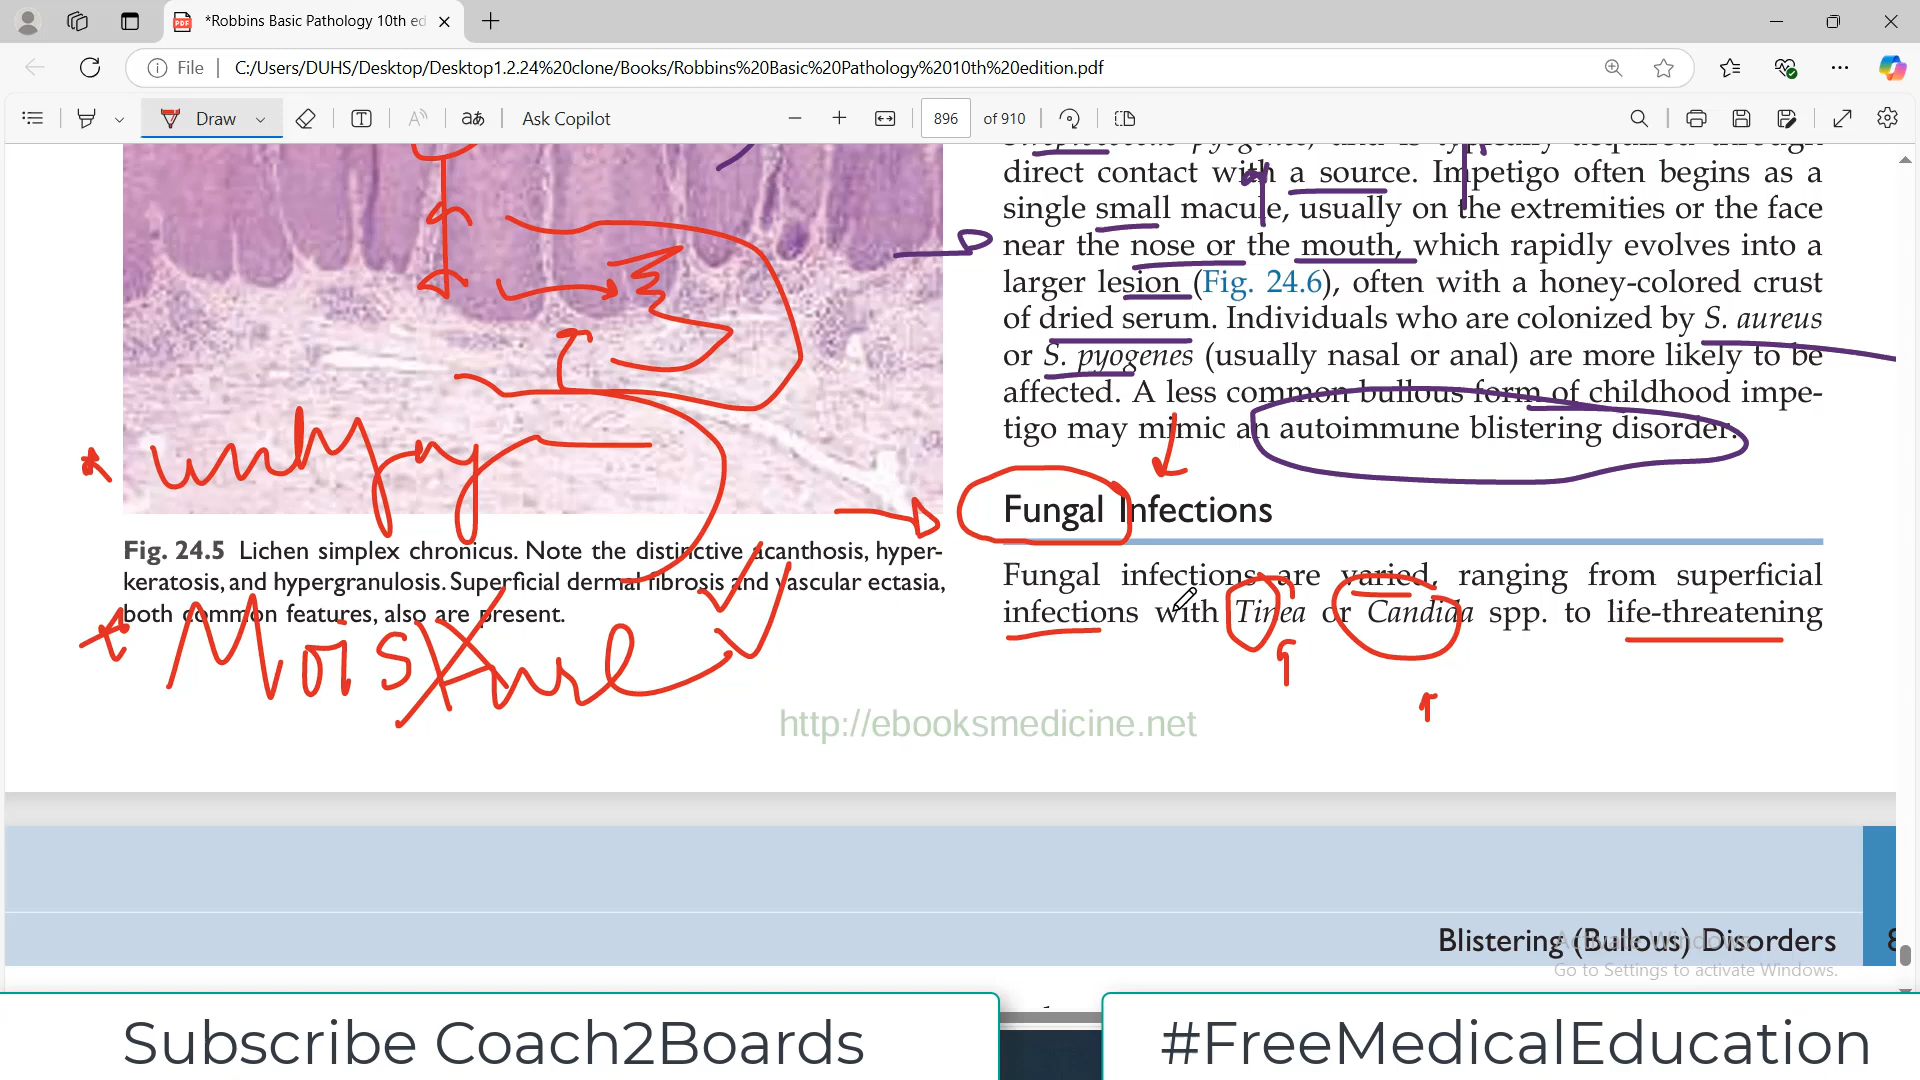 *Robbins Basic Pathology 10th ed
File
C:/Users/DUHS/Desktop/Desktop1.2.24%20clone/Books/Robbins%20Basic%20Pathology%2010th%20edition.pdf
Draw
Ask Copilot
896 of 910
direct contact with a source. Impetigo often begins as a
single small macule, usually on the extremities or the face
near the nose or the mouth, which rapidly evolves into a
larger lesion (Fig. 24.6), often with a honey-colored crust
of dried serum. Individuals who are colonized by S. aureus
or S. pyogenes (usually nasal or anal) are more likely to be
affected. A less common bullous form of childhood impe-
tigo may mimic an autoimmune blistering disorder.
Fungal Infections
Fungal infections are varied, ranging from superficial
infections with Tinea or Candida spp. to life-threatening
Fig. 24.5 Lichen simplex chronicus. Note the distinctive acanthosis, hyper-
keratosis, and hypergranulosis. Superficial dermal fibrosis and vascular ectasia,
both common features, also are present.
Moisture
http://ebooksmedicine.net
Blistering (Bullous) Disorders
Activate Windows
Go to Settings to activate Windows.
Subscribe Coach2Boards
#FreeMedicalEducation